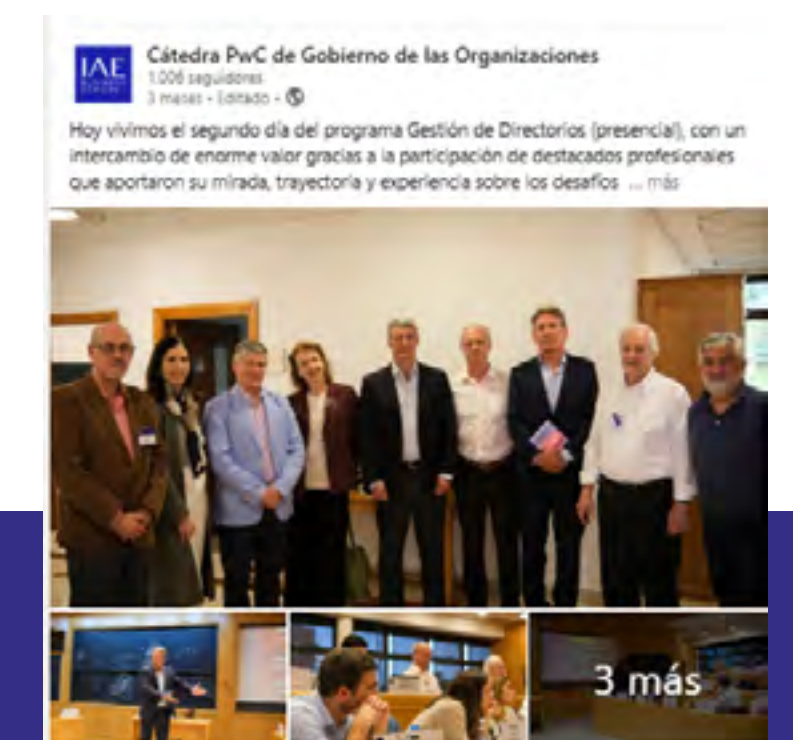 IAE
Cátedra PwC de Gobierno de las Organizaciones
1.006 seguidores
3 meses • Editado •
Hoy vivimos el segundo día del programa Gestión de Directorios (presencial), con un
intercambio de enorme valor gracias a la participación de destacados profesionales
que aportaron su mirada, trayectoria y experiencia sobre los desafíos ... más
3 más